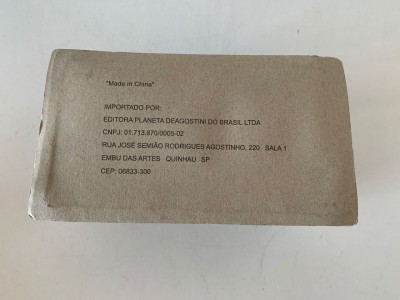 "Made in China"
IMPORTADO POR:
EDITORA PLANETA DEAGOSTINI DO BRASIL LTDA
CNPJ: 01.713.870/0005-02
RUA JOSÉ SEMIÃO RODRIGUES AGOSTINHO, 220 SALA 1
EMBU DAS ARTES QUINHAU SP
CEP: 06833-300